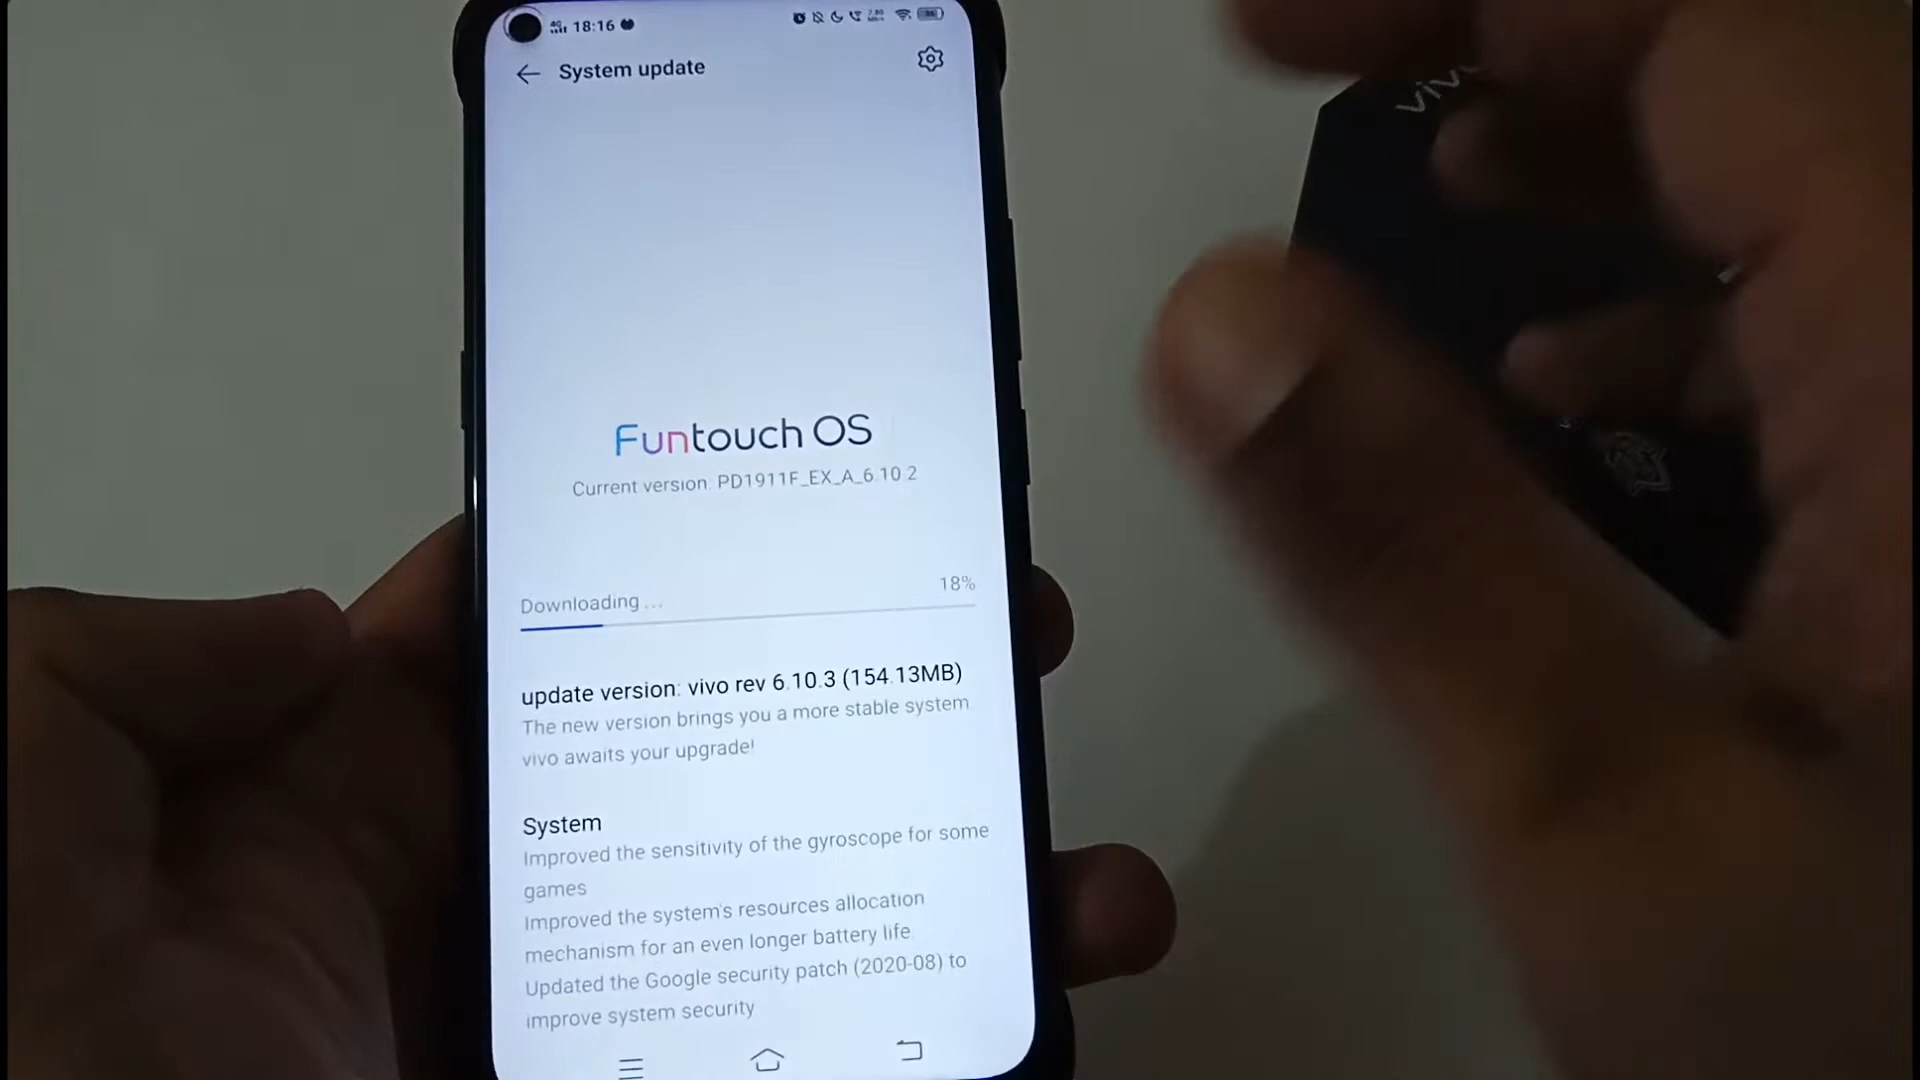 4G 18:16
System update
vivo
Funtouch OS
Current version: PD1911F_EX_A_6.10.2
18%
Downloading ...
update version: vivo rev 6.10.3 (154.13MB)
The new version brings you a more stable system
vivo awaits your upgrade!
System
Improved the sensitivity of the gyroscope for some
games
Improved the system's resources allocation
mechanism for an even longer battery life
Updated the Google security patch (2020-08) to
improve system security